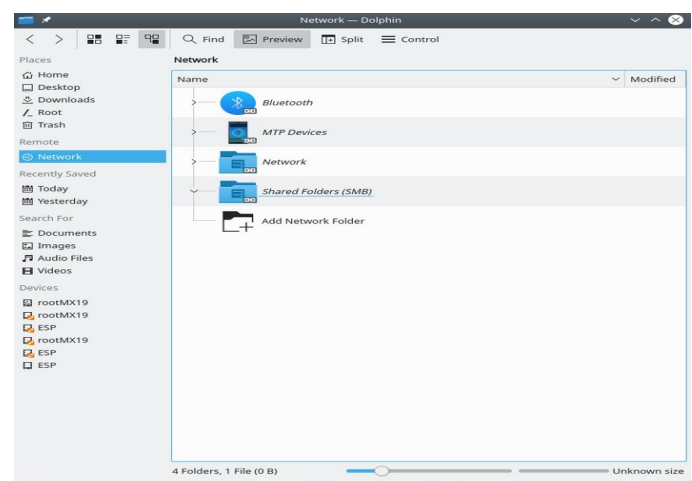 Network — Dolphin
Find Preview Split Control
Places
Home
Desktop
Downloads
Root
Trash
Remote
Network
Recently Saved
Today
Yesterday
Search For
Documents
Images
Audio Files
Videos
Devices
rootMX19
rootMX19
ESP
rootMX19
ESP
ESP
Network
Name Modified
Bluetooth
MTP Devices
Network
Shared Folders (SMB)
Add Network Folder
4 Folders, 1 File (0 B) Unknown size